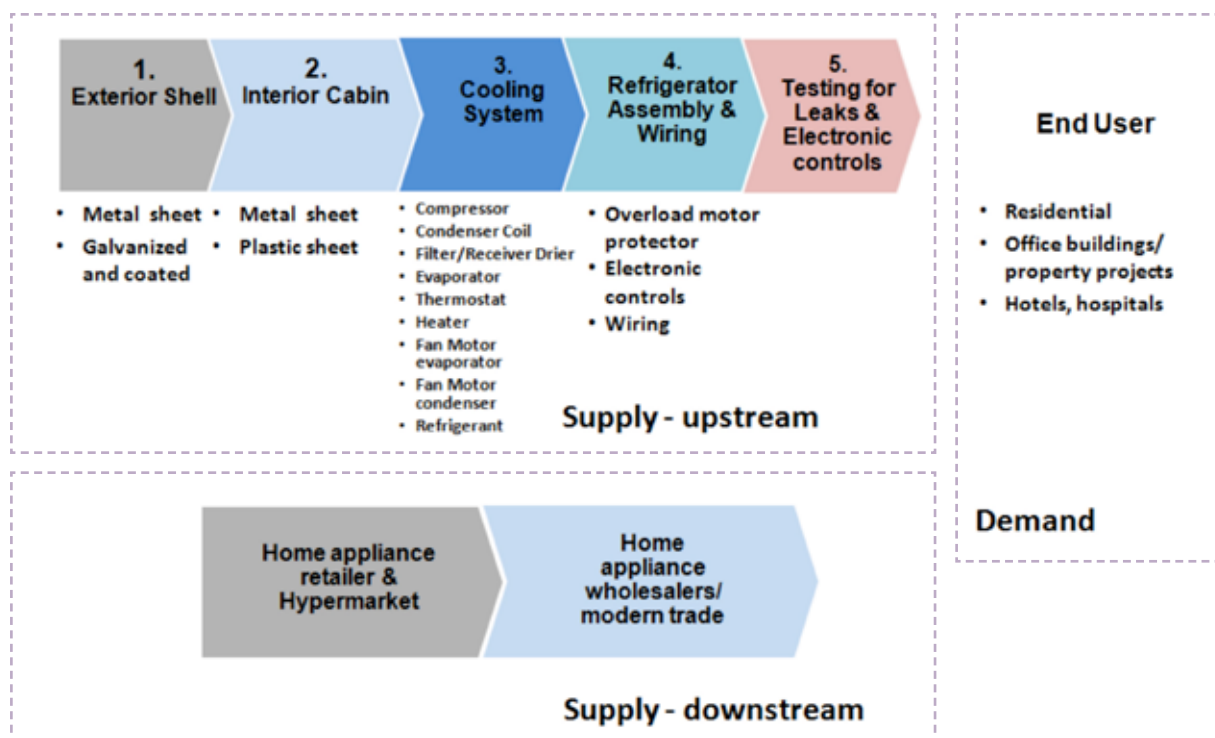 1.
Exterior Shell
2.
Interior Cabin
3.
Cooling
System
4.
Refrigerator
Assembly &
Wiring
5.
Testing for
Leaks &
Electronic
controls
• Metal sheet
• Galvanized
and coated
• Metal sheet
• Plastic sheet
• Compressor
• Condenser Coil
• Filter/Receiver Drier
• Evaporator
• Thermostat
• Heater
• Fan Motor
evaporator
• Fan Motor
condenser
• Refrigerant
• Overload motor
protector
• Electronic
controls
• Wiring
Supply - upstream
End User
• Residential
• Office buildings/
property projects
• Hotels, hospitals
Demand
Home appliance
retailer &
Hypermarket
Home
appliance
wholesalers/
modern trade
Supply - downstream